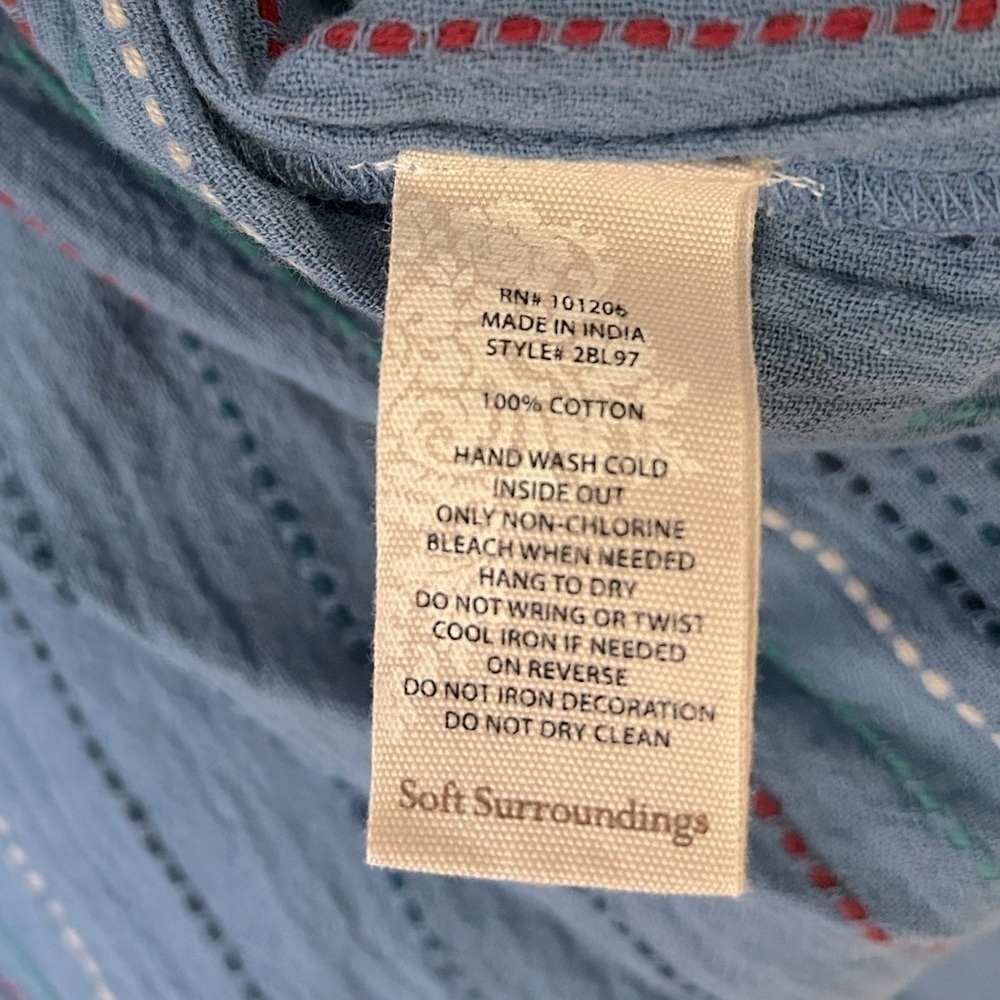 RN# 101206
MADE IN INDIA
STYLE# 2BL97
100% COTTON
HAND WASH COLD
INSIDE OUT
ONLY NON-CHLORINE
BLEACH WHEN NEEDED
HANG TO DRY
DO NOT WRING OR TWIST
COOL IRON IF NEEDED
ON REVERSE
DO NOT IRON DECORATION
DO NOT DRY CLEAN
Soft Surroundings